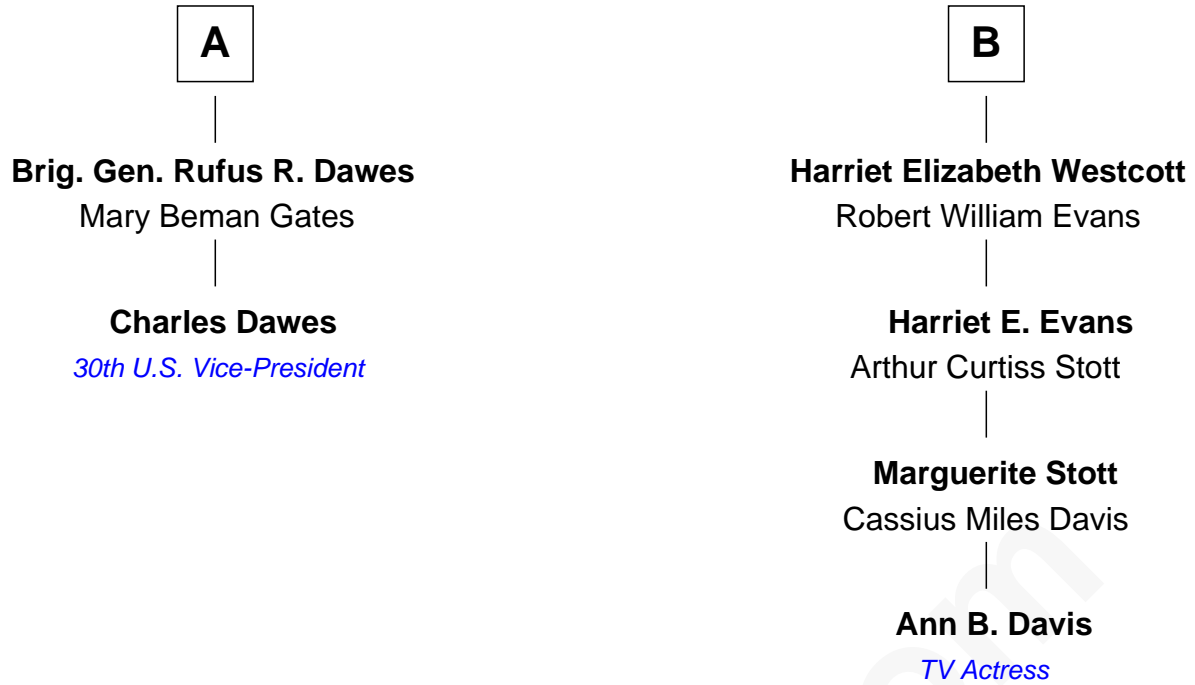 A
Brig. Gen. Rufus R. Dawes
Mary Beman Gates
Charles Dawes
30th U.S. Vice-President
B
Harriet Elizabeth Westcott
Robert William Evans
Harriet E. Evans
Arthur Curtiss Stott
Marguerite Stott
Cassius Miles Davis
Ann B. Davis
TV Actress
om